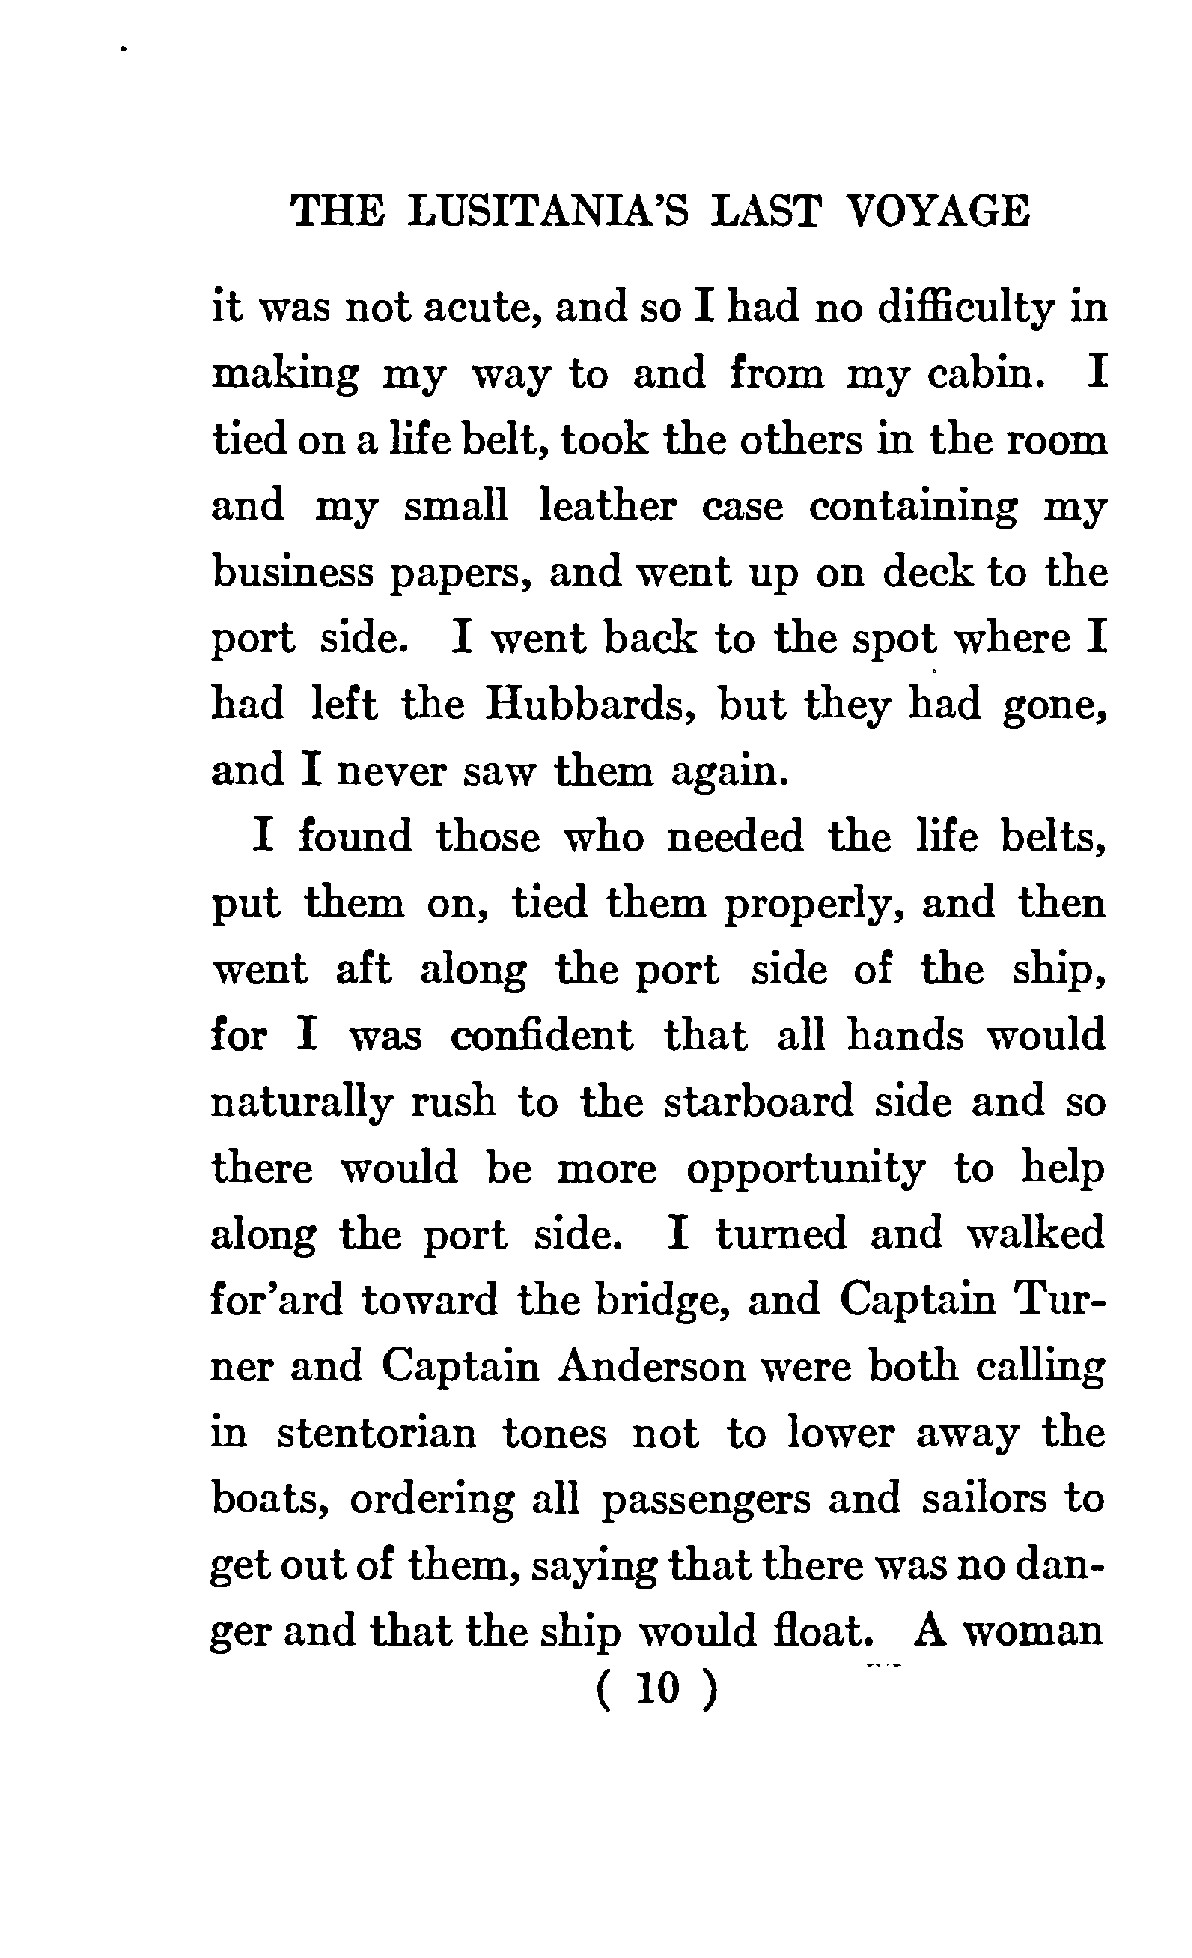 THE LUSITANIA'S LAST VOYAGE
it was not acute, and so I had no difficulty in
making my way to and from my cabin. I
tied on a life belt, took the others in the room
and my small leather case containing my
business papers, and went up on deck to the
port side. I went back to the spot where I
had left the Hubbards, but they had gone,
and I never saw them again.
I found those who needed the life belts,
put them on, tied them properly, and then
went aft along the port side of the ship,
for I was confident that all hands would
naturally rush to the starboard side and so
there would be more opportunity to help
along the port side. I turned and walked
for'ard toward the bridge, and Captain Tur-
ner and Captain Anderson were both calling
in stentorian tones not to lower away the
boats, ordering all passengers and sailors to
get out of them, saying that there was no dan-
ger and that the ship would float. A woman
( 10 )